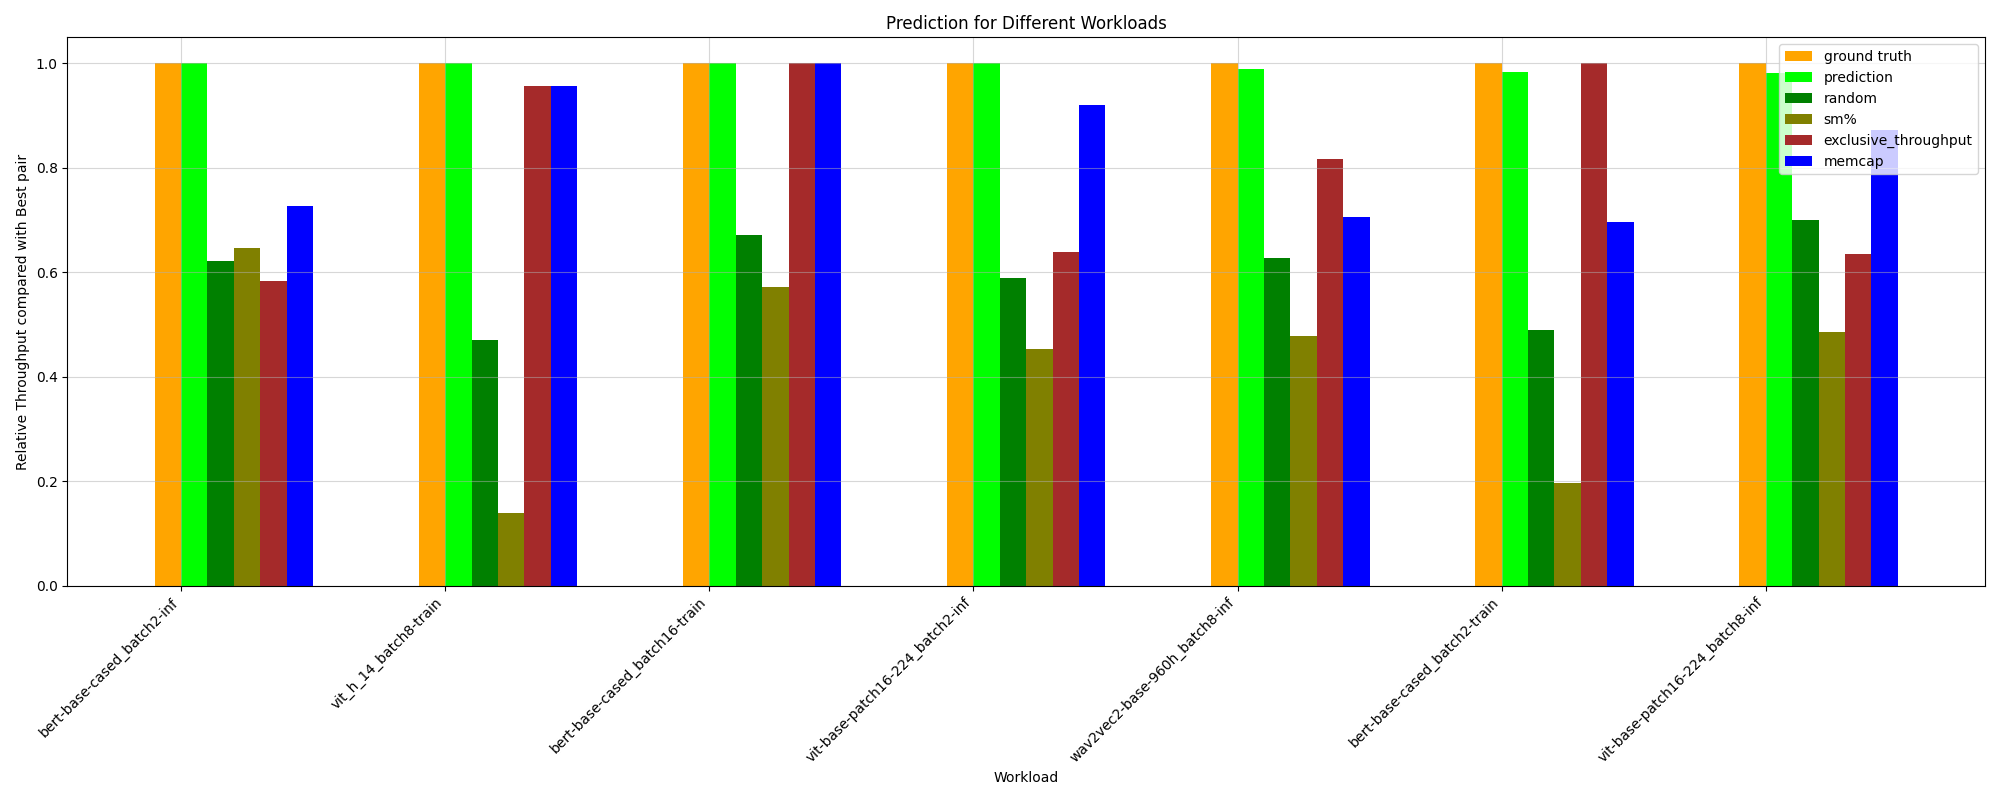 Prediction for Different Workloads
Relative Throughput compared with Best pair
1.0
0.8
0.6
0.4
0.2
0.0
ground truth
prediction
random
sm%
exclusive_throughput
memcap
bert-base-cased_batch2-inf
vit_h_14_batch8-train
bert-base-cased_batch16-train
vit-base-patch16-224_batch2-inf
wav2vec2-base-960h_batch8-inf
bert-base-cased_batch2-train
vit-base-patch16-224_batch8-inf
Workload